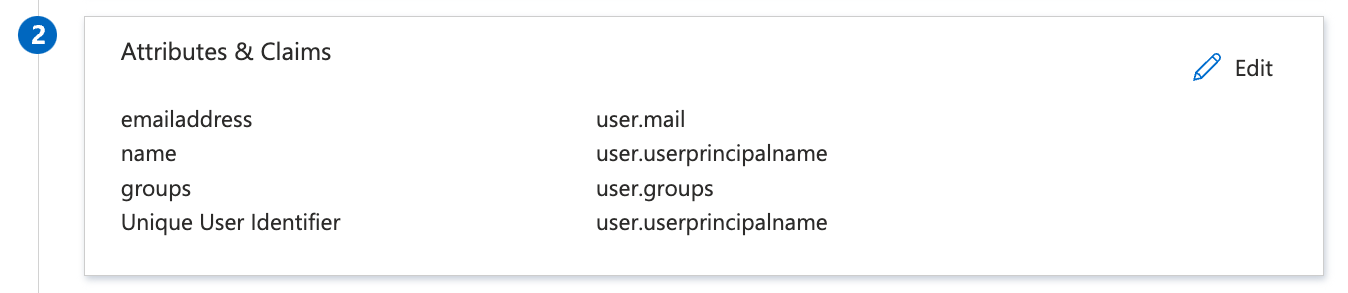 2
Attributes & Claims
Edit
emailaddress user.mail
name user.userprincipalname
groups user.groups
Unique User Identifier user.userprincipalname